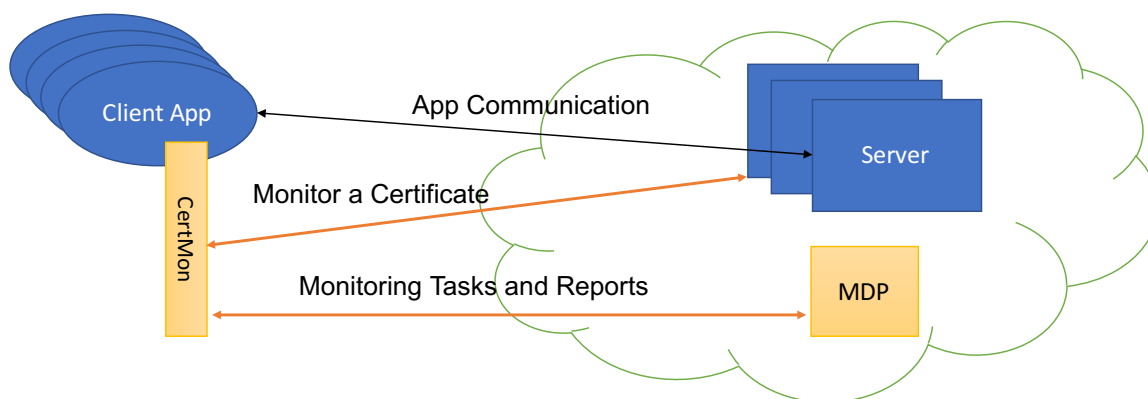 App Communication
Client App
Server
Monitor a Certificate
CertMon
Monitoring Tasks and Reports
MDP